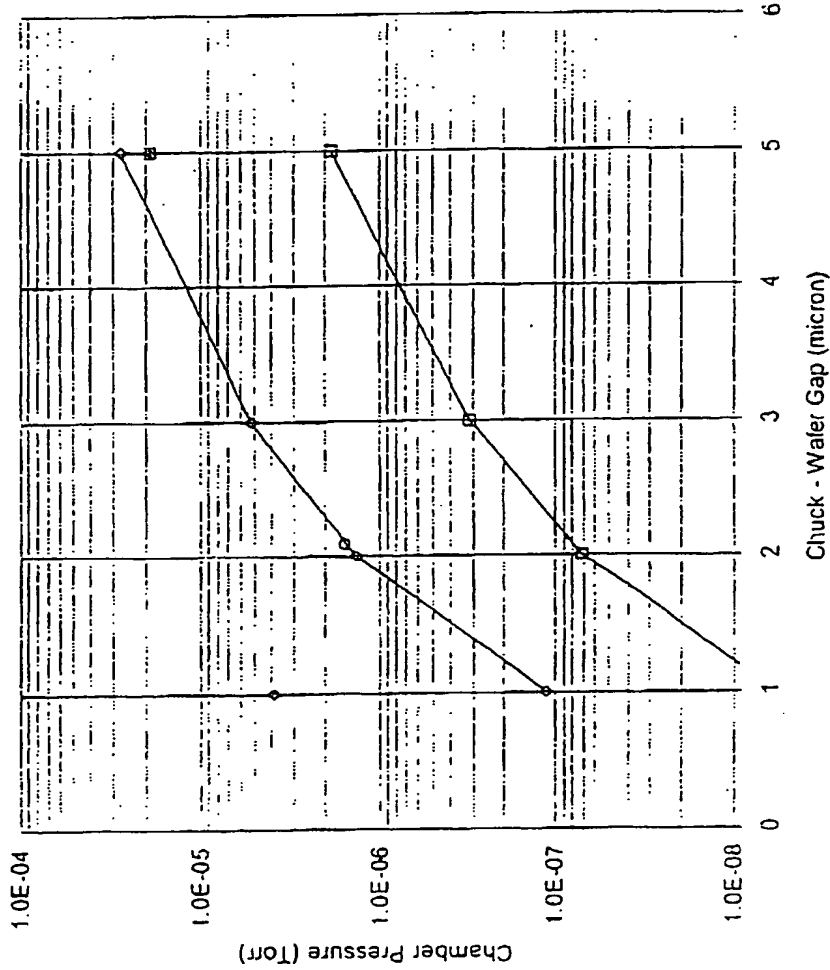 1.0E-04
1.0E-05
1.0E-06
1.0E-07
1.0E-08
Chamber Pressure (Torr)
0
1
2
3
4
5
6
Chuck - Wafer Gap (micron)